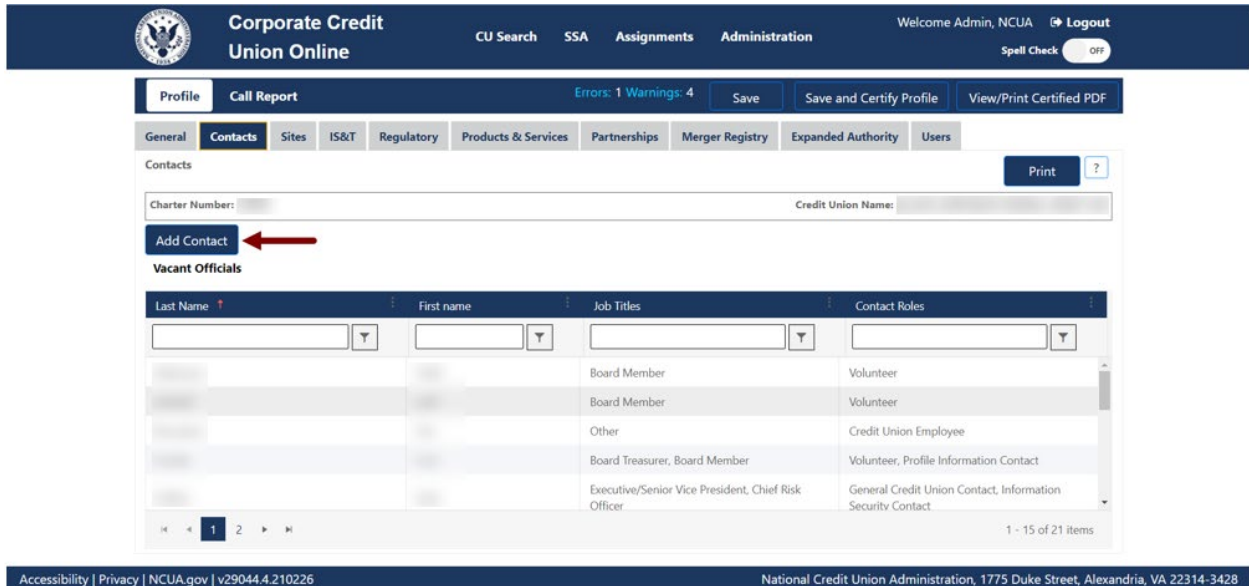 Corporate Credit
Union Online
CU Search SSA Assignments Administration
Welcome Admin, NCUA Logout
Spell Check OFF
Profile Call Report Errors: 1 Warnings: 4 Save Save and Certify Profile View/Print Certified PDF
General Contacts Sites IS&T Regulatory Products & Services Partnerships Merger Registry Expanded Authority Users
Contacts Print ?
Charter Number: Credit Union Name:
Add Contact
Vacant Officials
Last Name First name Job Titles Contact Roles
Board Member Volunteer
Board Member Volunteer
Other Credit Union Employee
Board Treasurer, Board Member Volunteer, Profile Information Contact
Executive/Senior Vice President, Chief Risk General Credit Union Contact, Information
Officer Security Contact
1 2 1 - 15 of 21 items
Accessibility | Privacy | NCUA.gov | v29044.4.210226 National Credit Union Administration, 1775 Duke Street, Alexandria, VA 22314-3428